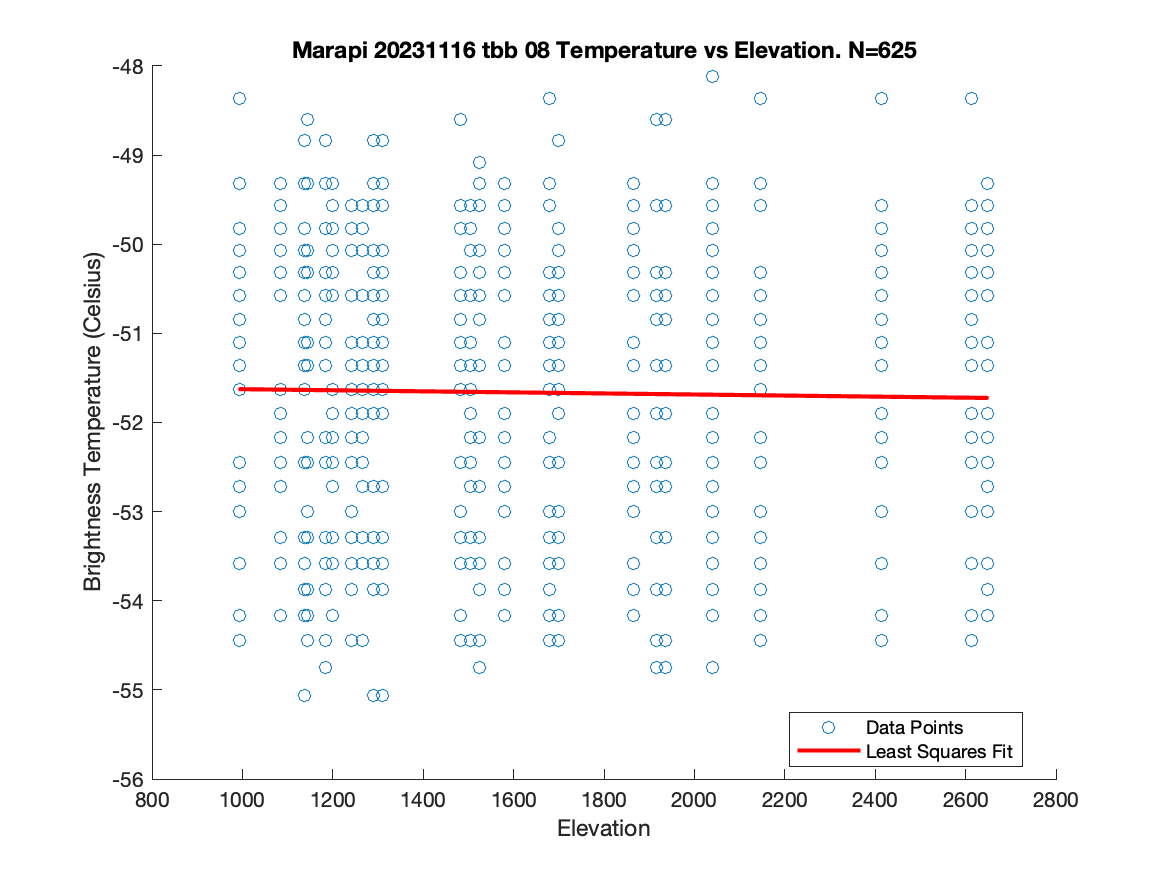 Marapi 20231116 tbb 08 Temperature vs Elevation. N=625
Brightness Temperature (Celsius)
-48
-49
-50
-51
-52
-53
-54
-55
-56
Data Points
Least Squares Fit
800 1000 1200 1400 1600 1800 2000 2200 2400 2600 2800
Elevation